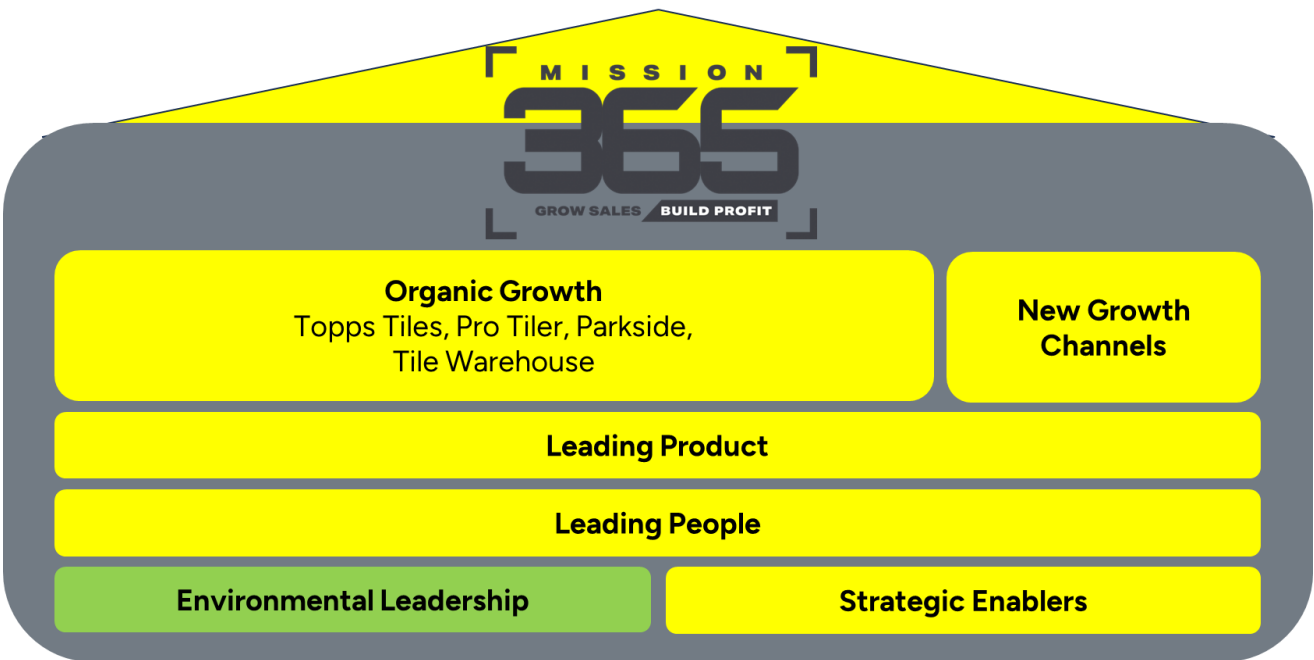 MISSION
365
GROW SALES BUILD PROFIT
Organic Growth
Topps Tiles, Pro Tiler, Parkside,
Tile Warehouse
New Growth
Channels
Leading Product
Leading People
Environmental Leadership
Strategic Enablers